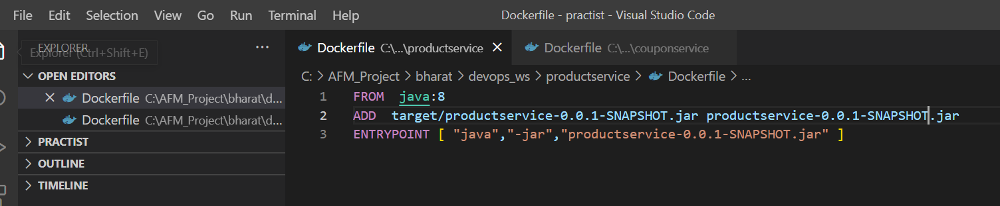 File Edit Selection View Go Run Terminal Help Dockerfile - practist - Visual Studio Code
EXPLORER
Explorer (Ctrl+Shift+E)
···
OPEN EDITORS
Dockerfile C:\AFM_Project\bharat\d...
Dockerfile C:\AFM_Project\bharat\d...
PRACTIST
OUTLINE
TIMELINE
Dockerfile C:\...\productservice
Dockerfile C:\...\couponservice
C: > AFM_Project > bharat > devops_ws > productservice > Dockerfile > ...
1 FROM  java:8
2 ADD  target/productservice-0.0.1-SNAPSHOT.jar productservice-0.0.1-SNAPSHOT.jar
3 ENTRYPOINT [ "java","-jar","productservice-0.0.1-SNAPSHOT.jar" ]